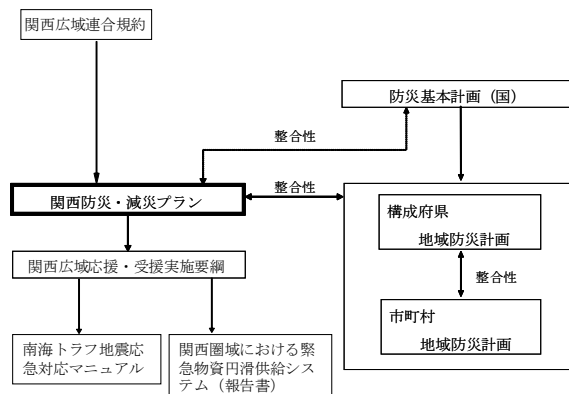 関西広域連合規約
防災基本計画（国）
整合性
整合性
関西防災・減災プラン
構成府県
地域防災計画
関西広域応援・受援実施要綱
整合性
市町村
地域防災計画
南海トラフ地震応
急対応マニュアル
関西圏域における緊
急物資円滑供給シス
テム（報告書）